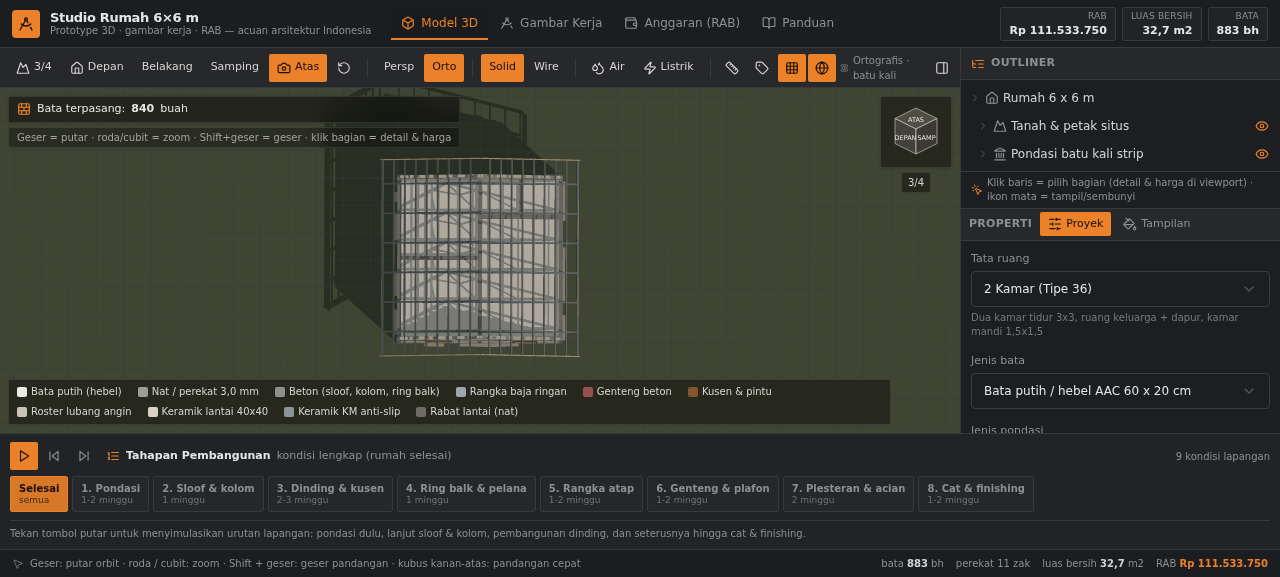 Studio Rumah 6×6 m
Prototype 3D · gambar kerja · RAB — acuan arsitektur Indonesia
Model 3D
Gambar Kerja
Anggaran (RAB)
Panduan
RAB
Rp 111.533.750
LUAS BERSIH
32,7 m2
BATA
883 bh
3/4
Depan
Belakang
Samping
Atas
Persp
Orto
Solid
Wire
Air
Listrik
Ortografis ·
batu kali
Bata terpasang: 840 buah
Geser = putar · roda/cubit = zoom · Shift+geser = geser · klik bagian = detail & harga
ATAS
DEPAN
SAMP
3/4
Bata putih (hebel)
Nat / perekat 3,0 mm
Beton (sloof, kolom, ring balk)
Rangka baja ringan
Genteng beton
Kusen & pintu
Roster lubang angin
Keramik lantai 40x40
Keramik KM anti-slip
Rabat lantai (nat)
OUTLINER
Rumah 6 x 6 m
Tanah & petak situs
Pondasi batu kali strip
Klik baris = pilih bagian (detail & harga di viewport) ·
ikon mata = tampil/sembunyi
PROPERTI
Proyek
Tampilan
Tata ruang
2 Kamar (Tipe 36)
Dua kamar tidur 3x3, ruang keluarga + dapur, kamar
mandi 1,5x1,5
Jenis bata
Bata putih / hebel AAC 60 x 20 cm
Jenis pondasi
Tahapan Pembangunan kondisi lengkap (rumah selesai)
9 kondisi lapangan
Selesai
semua
1. Pondasi
1-2 minggu
2. Sloof & kolom
1 minggu
3. Dinding & kusen
2-3 minggu
4. Ring balk & pelana
1 minggu
5. Rangka atap
1-2 minggu
6. Genteng & plafon
1-2 minggu
7. Plesteran & acian
2 minggu
8. Cat & finishing
1-2 minggu
Tekan tombol putar untuk menyimulasikan urutan lapangan: pondasi dulu, lanjut sloof & kolom, pembangunan dinding, dan seterusnya hingga cat & finishing.
Geser: putar orbit · roda / cubit: zoom · Shift + geser: geser pandangan · kubus kanan-atas: pandangan cepat
bata 883 bh perekat 11 zak luas bersih 32,7 m2 RAB Rp 111.533.750